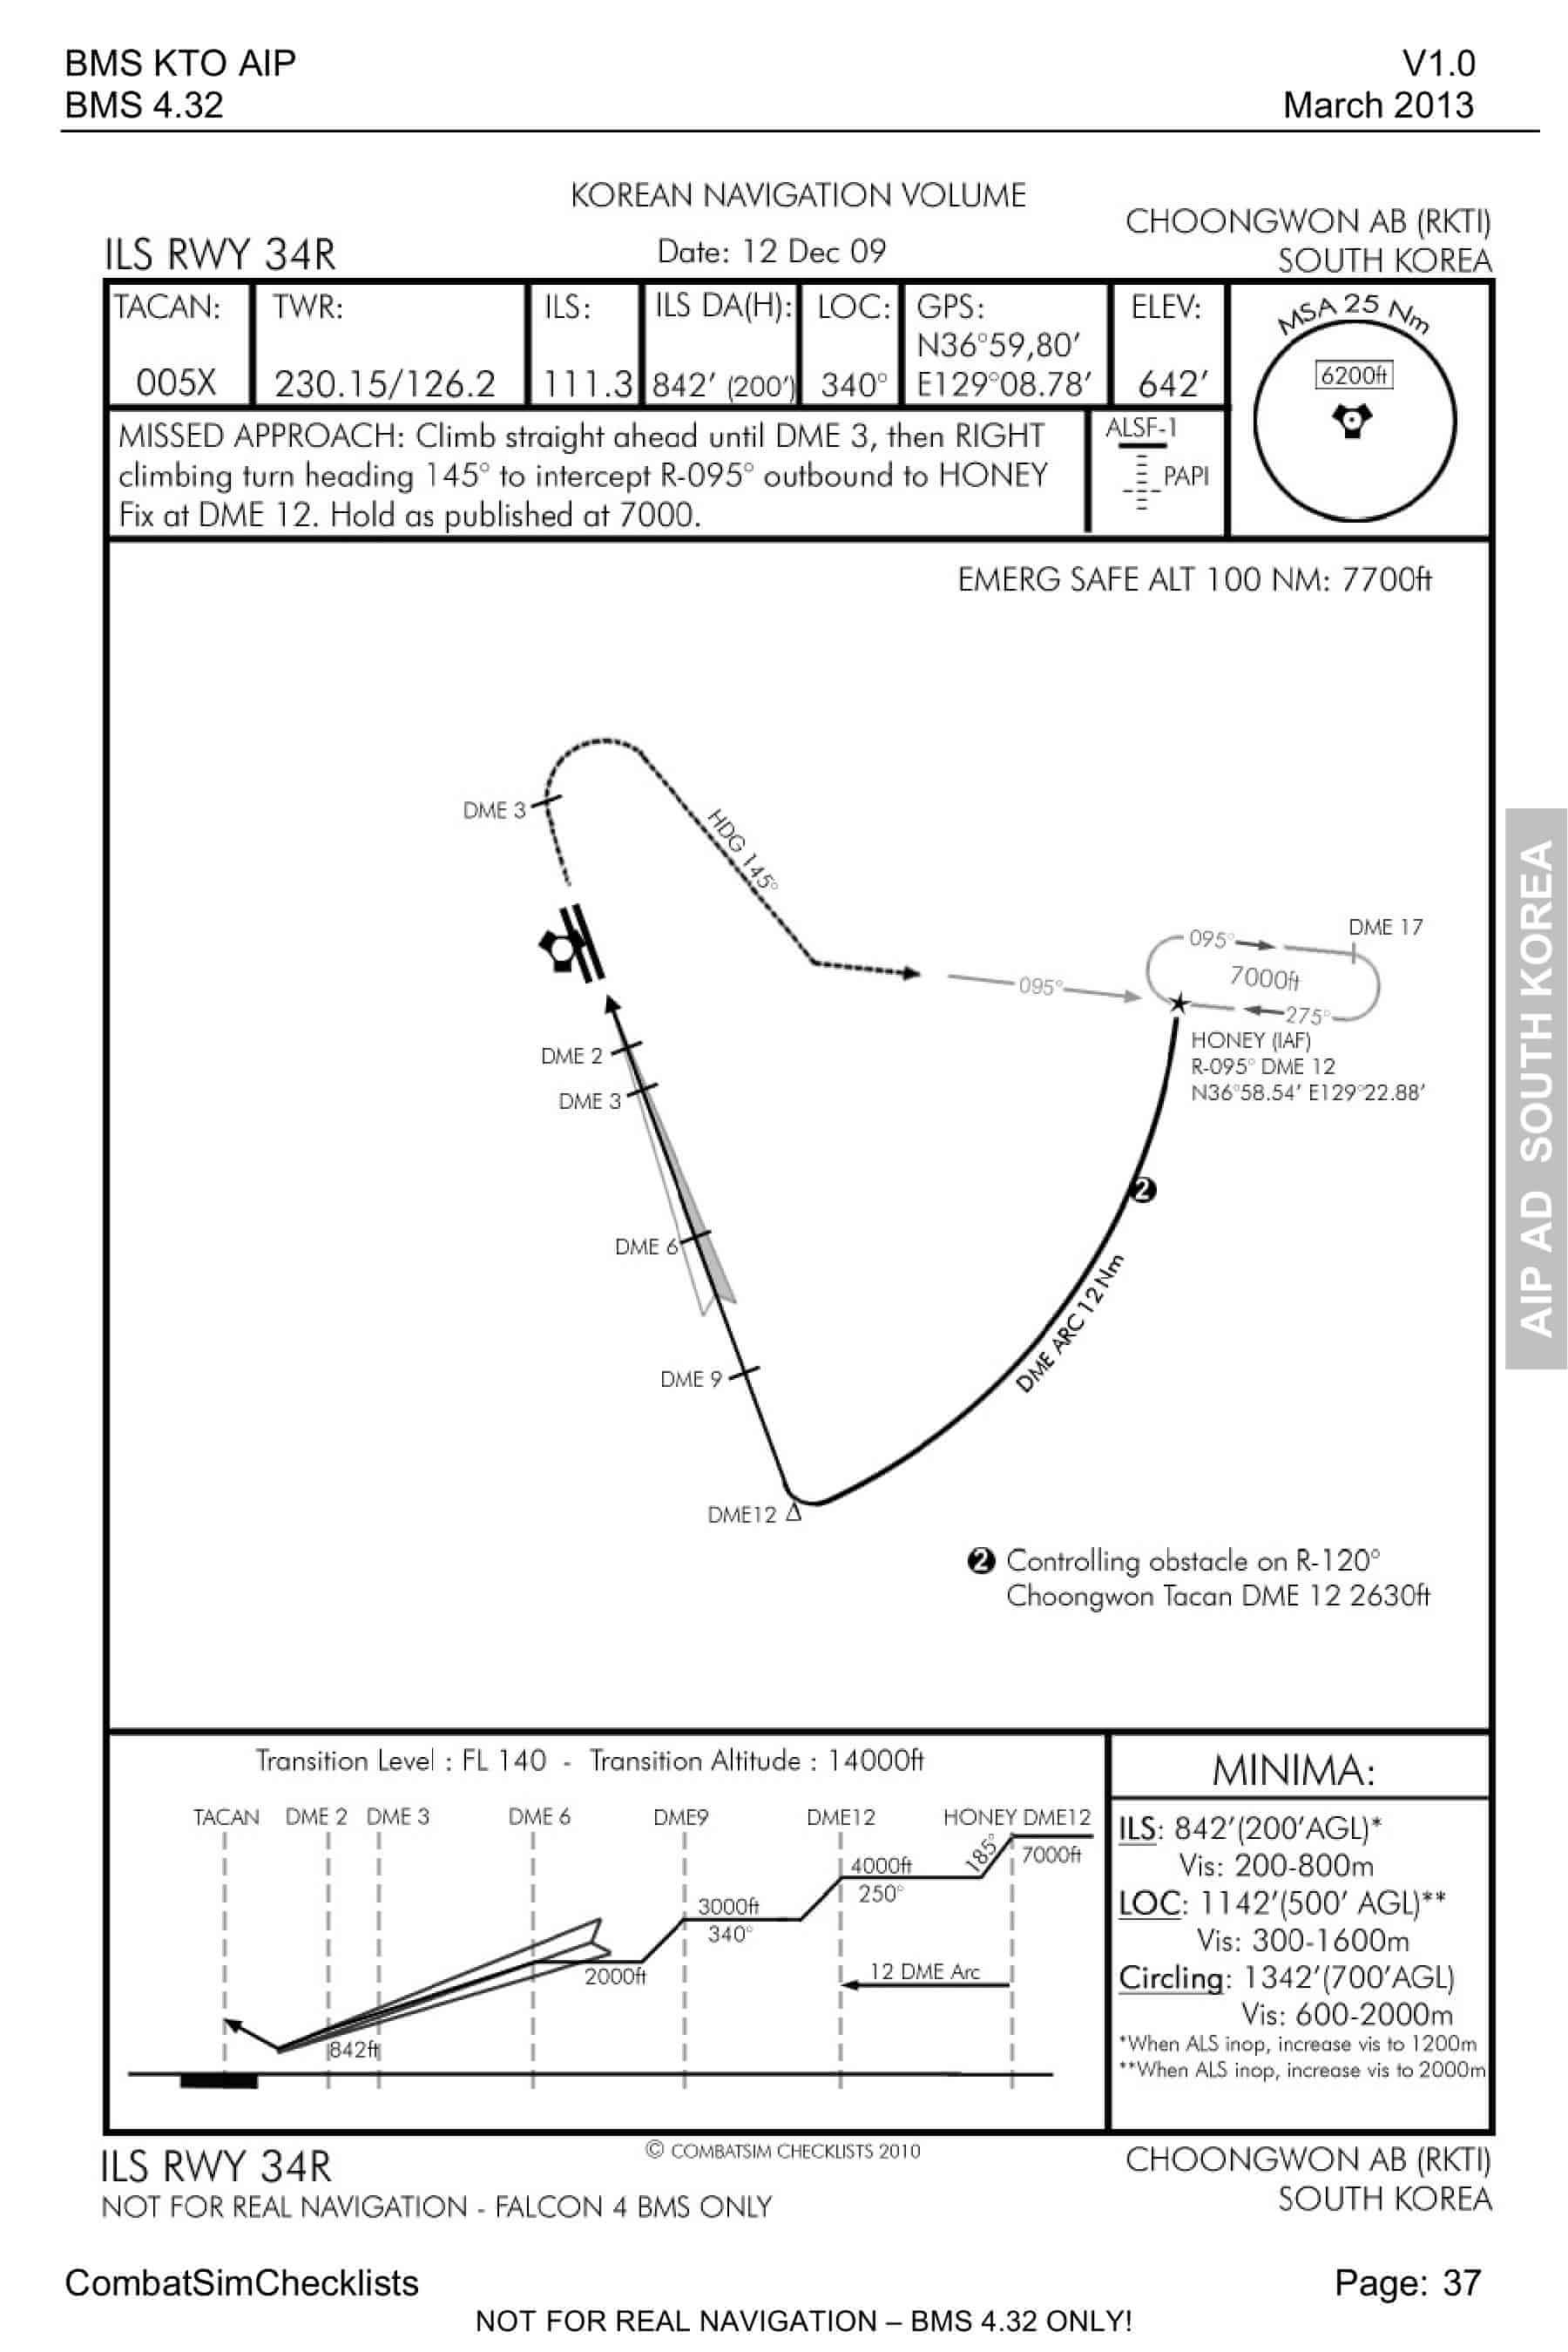 BMS KTO AIP
V1.0
BMS 4.32
March 2013
KOREAN NAVIGATION VOLUME
CHOONGWON AB (RKTI)
ILS RWY 34R
Date: 12 Dec 09
SOUTH KOREA
TACAN:
005X
TWR:
230.15/126.2
ILS:
111.3
ILS DA(H):
842' (200')
LOC:
340°
GPS:
N36°59,80'
E129°08.78'
ELEV:
642'
MSA 25 Nm
6200ft
MISSED APPROACH: Climb straight ahead until DME 3, then RIGHT
climbing turn heading 145° to intercept R-095° outbound to HONEY
Fix at DME 12. Hold as published at 7000.
ALSF-1
PAPI
EMERG SAFE ALT 100 NM: 7700ft
DME 3
HDG 145°
DME 17
095°
7000ft
095°
275°
HONEY (IAF)
R-095° DME 12
N36°58.54' E129°22.88'
DME 2
DME 3
2
DME 6
DME ARC 12 Nm
DME 9
DME12
2 Controlling obstacle on R-120°
Choongwon Tacan DME 12 2630ft
AIP AD SOUTH KOREA
Transition Level : FL 140 - Transition Altitude : 14000ft
TACAN DME 2 DME 3 DME 6 DME9 DME12 HONEY DME12
185°
7000ft
4000ft
250°
3000ft
340°
12 DME Arc
2000ft
842ft
MINIMA:
ILS: 842'(200'AGL)*
Vis: 200-800m
LOC: 1142'(500' AGL)**
Vis: 300-1600m
Circling: 1342'(700'AGL)
Vis: 600-2000m
*When ALS inop, increase vis to 1200m
**When ALS inop, increase vis to 2000m
ILS RWY 34R
© COMBATSIM CHECKLISTS 2010
CHOONGWON AB (RKTI)
NOT FOR REAL NAVIGATION - FALCON 4 BMS ONLY
SOUTH KOREA
CombatSimChecklists
Page: 37
NOT FOR REAL NAVIGATION – BMS 4.32 ONLY!